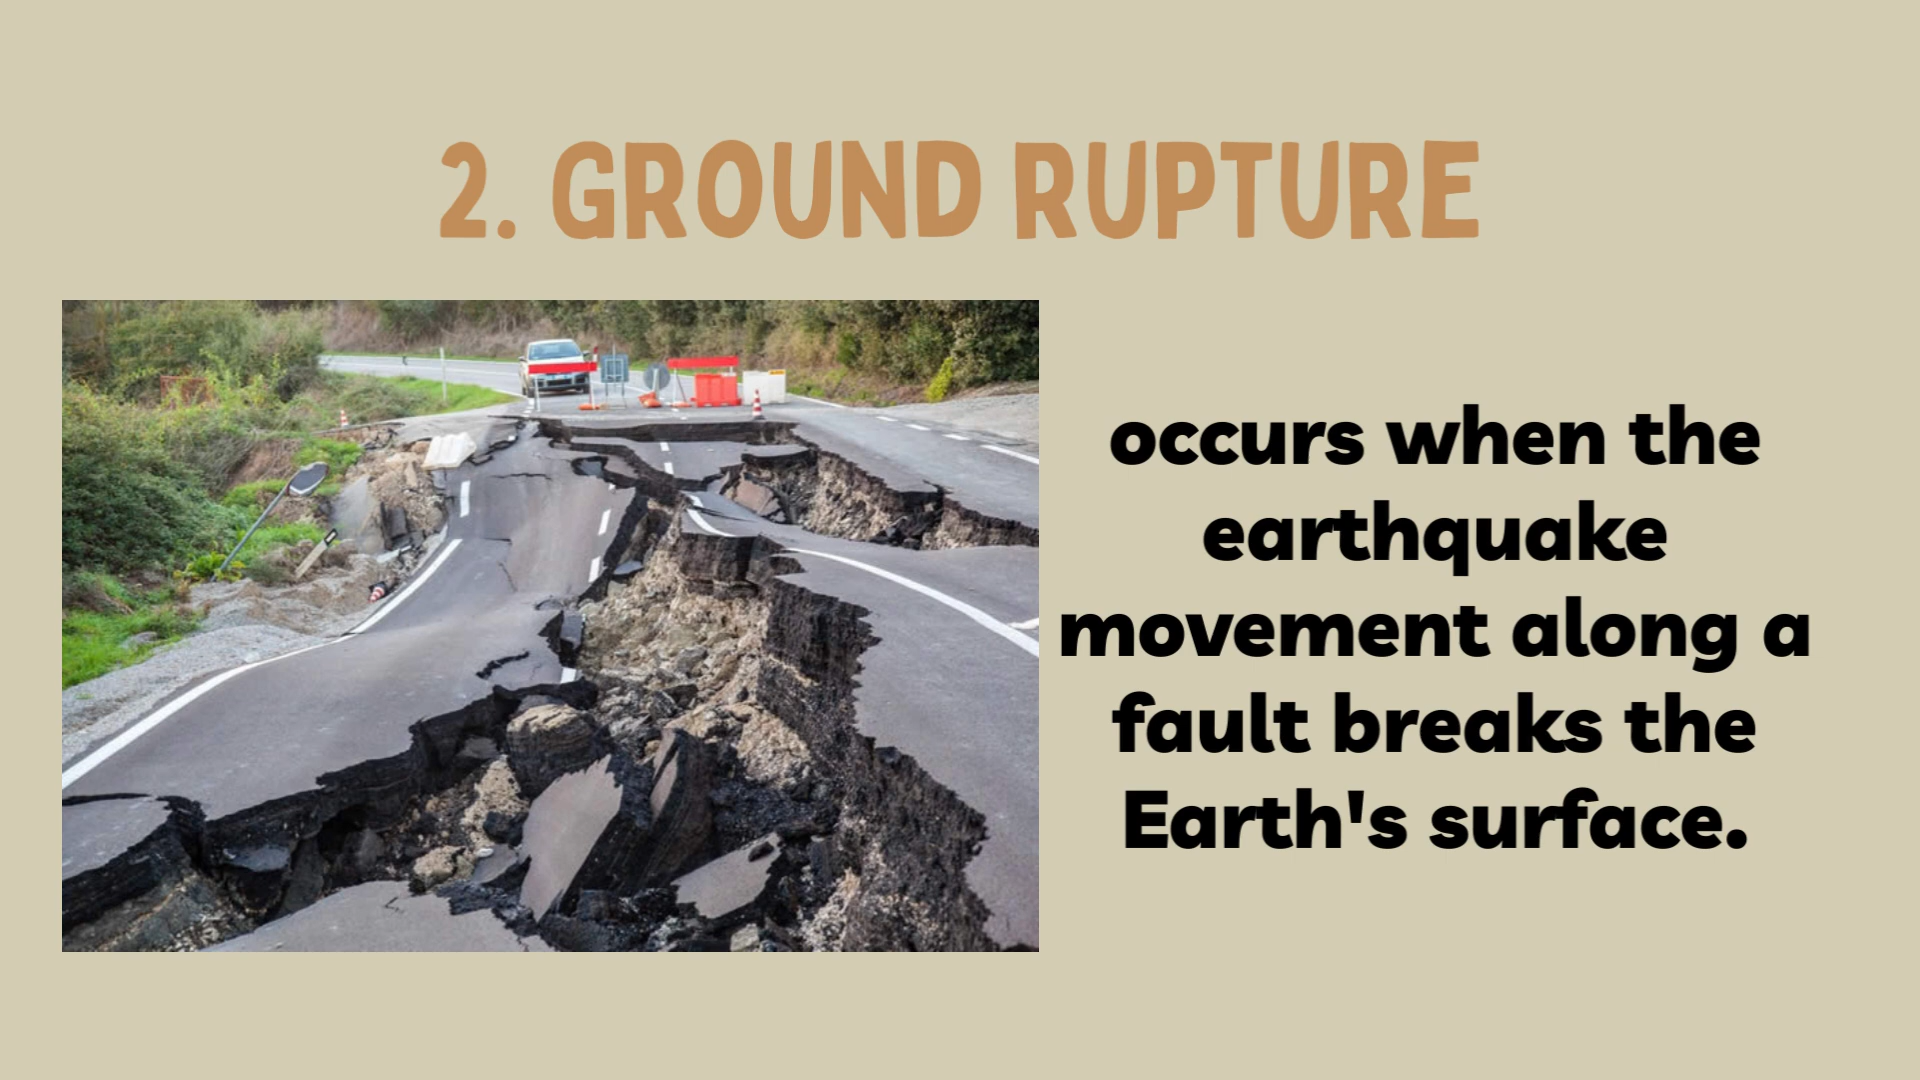 2. GROUND RUPTURE
occurs when the
earthquake
movement along a
fault breaks the
Earth's surface.